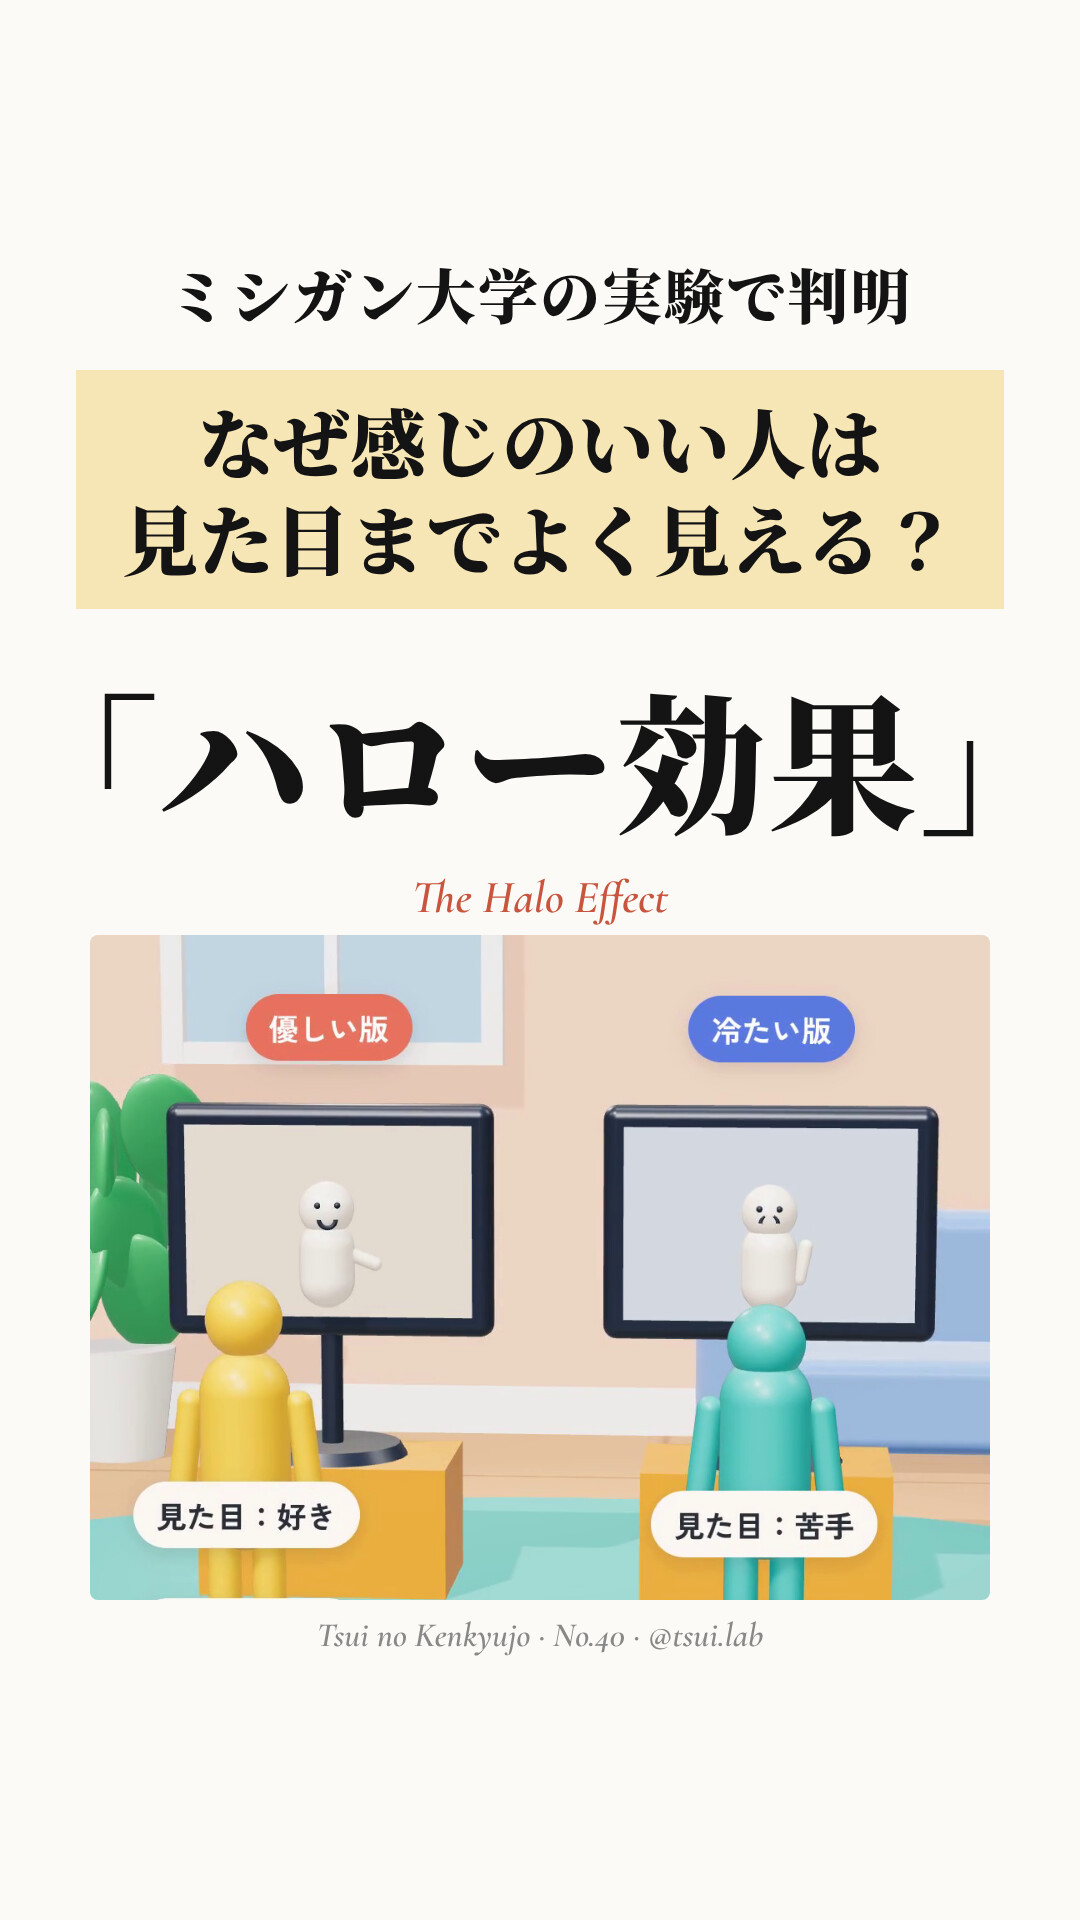 ミシガン大学の実験で判明
なぜ感じのいい人は
見た目までよく見える？
「ハロー効果」
The Halo Effect
優しい版
冷たい版
見た目：好き
見た目：苦手
Tsui no Kenkyujo · No.40 · @tsui.lab